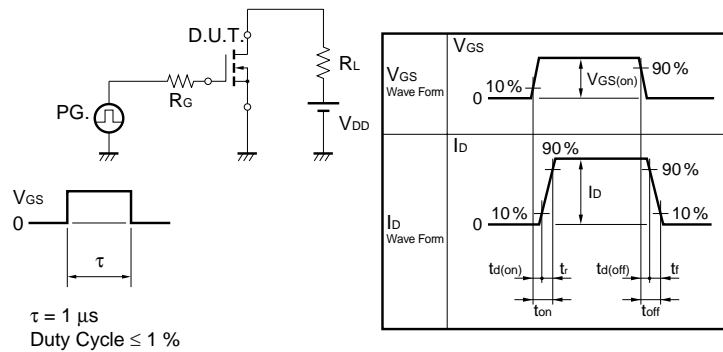 D.U.T.
RL
RG
PG.
VDD
VGS
0
τ
τ = 1 μs
Duty Cycle ≤ 1 %
VGS
Wave Form
VGS
10 %
0
VGS(on)
90 %
ID
Wave Form
ID
90 %
90 %
10 %
0
ID
10 %
td(on)
tr
td(off)
tf
ton
toff